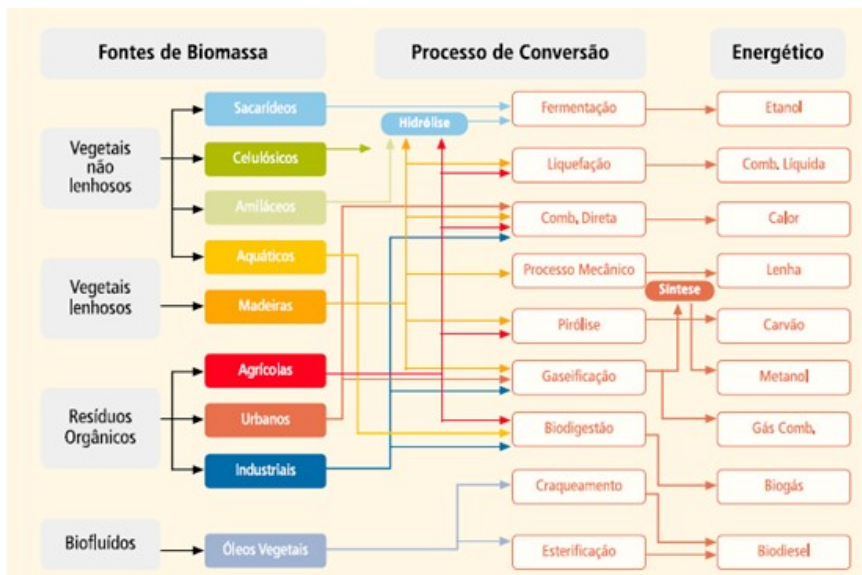 Fontes de Biomassa
Processo de Conversão
Energético
Vegetais
não
lenhosos
Vegetais
lenhosos
Resíduos
Orgânicos
Biofluídos
Sacarídeos
Celulósicos
Amiláceos
Aquáticos
Madeiras
Agrícolas
Urbanos
Industriais
Óleos Vegetais
Hidrólise
Fermentação
Liquefação
Comb. Direta
Processo Mecânico
Pirólise
Gaseificação
Biodigestão
Craqueamento
Esterificação
Síntese
Etanol
Comb. Líquida
Calor
Lenha
Carvão
Metanol
Gás Comb.
Biogás
Biodiesel